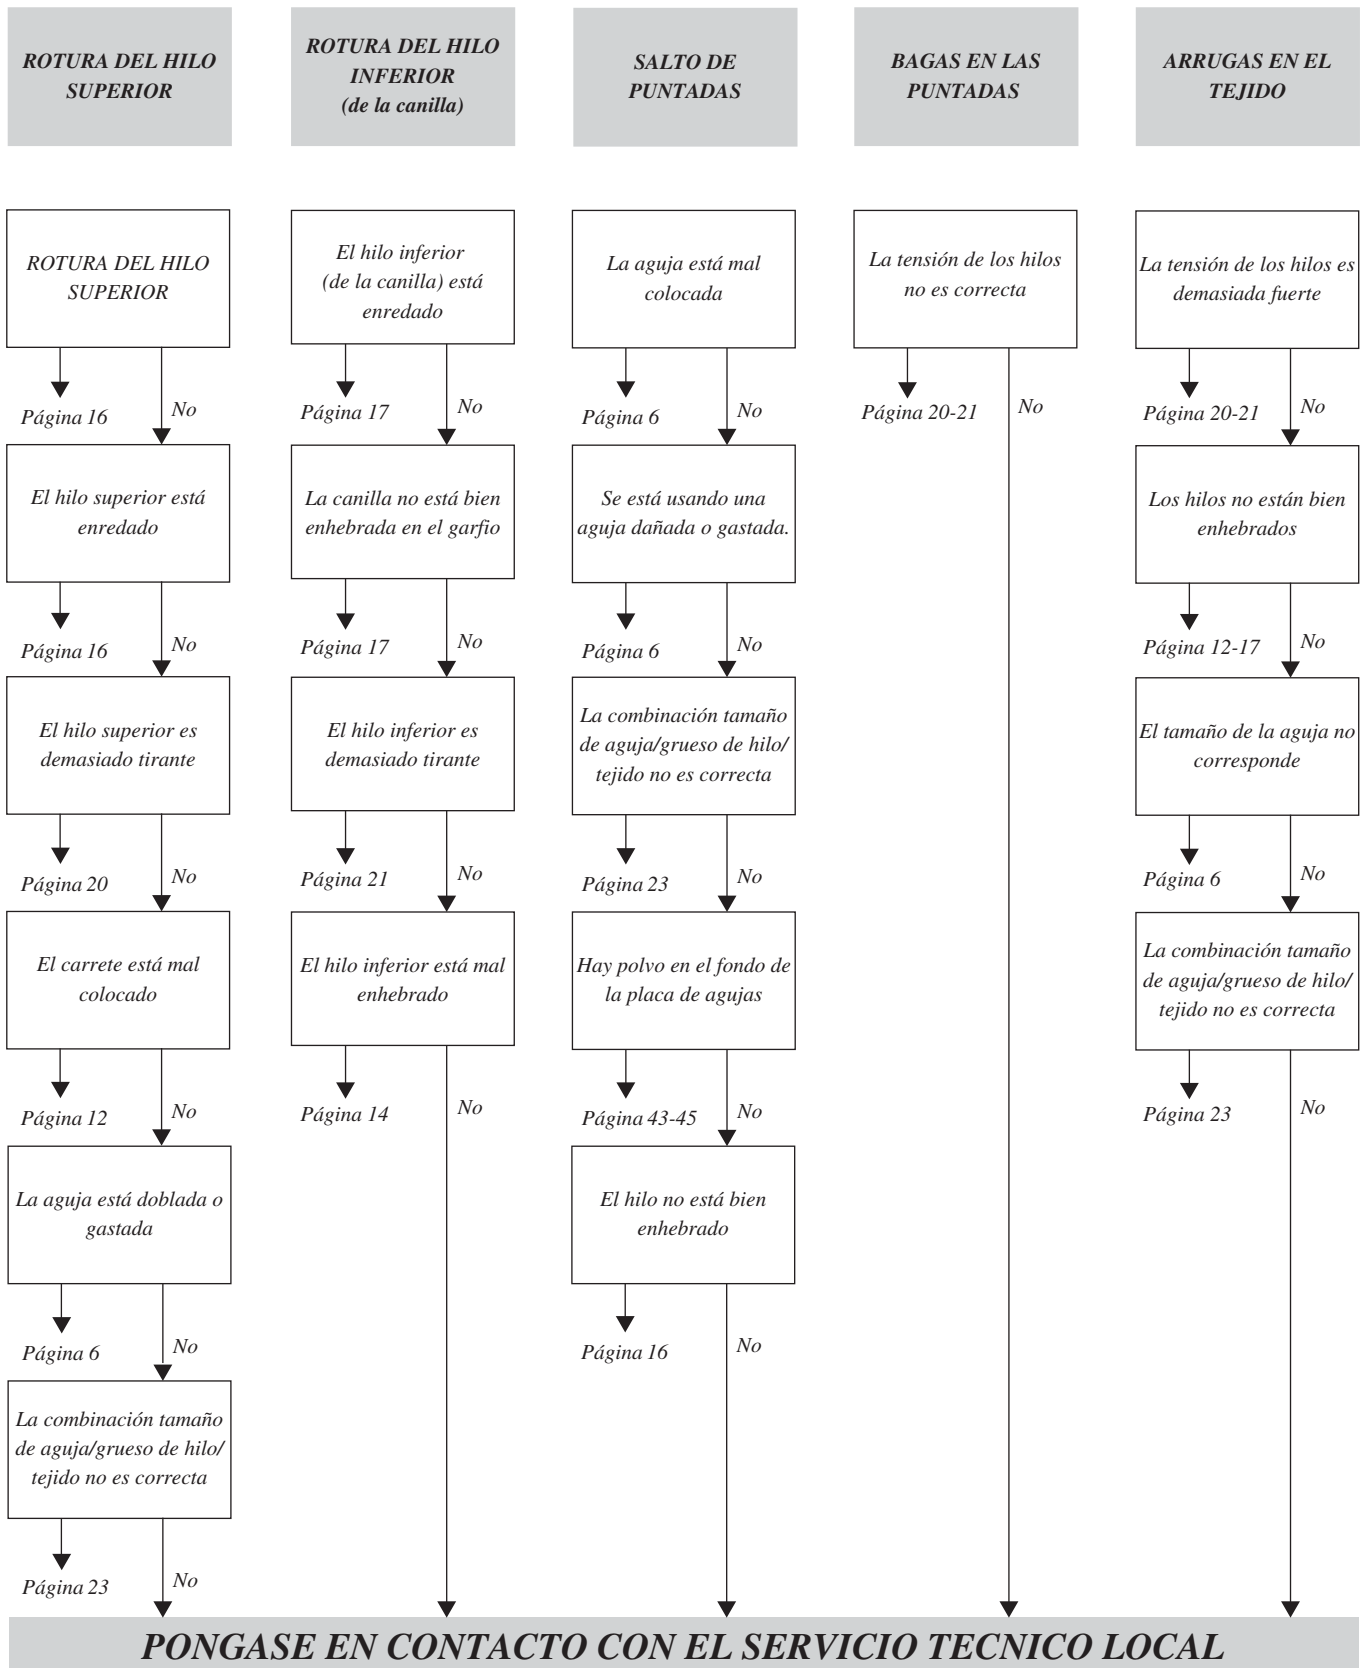 ROTURA DEL HILO
SUPERIOR
ROTURA DEL HILO
INFERIOR
(de la canilla)
SALTO DE
PUNTADAS
BAGAS EN LAS
PUNTADAS
ARRUGAS EN EL
TEJIDO
ROTURA DEL HILO
SUPERIOR
Página 16
No
El hilo superior está
enredado
Página 16
No
El hilo superior es
demasiado tirante
Página 20
No
El carrete está mal
colocado
Página 12
No
La aguja está doblada o
gastada
Página 6
No
La combinación tamaño
de aguja/grueso de hilo/
tejido no es correcta
Página 23
No
El hilo inferior
(de la canilla) está
enredado
Página 17
No
La canilla no está bien
enhebrada en el garfio
Página 17
No
El hilo inferior es
demasiado tirante
Página 21
No
El hilo inferior está mal
enhebrado
Página 14
No
La aguja está mal
colocada
Página 6
No
Se está usando una
aguja dañada o gastada.
Página 6
No
La combinación tamaño
de aguja/grueso de hilo/
tejido no es correcta
Página 23
No
Hay polvo en el fondo de
la placa de agujas
Página 43-45
No
El hilo no está bien
enhebrado
Página 16
No
La tensión de los hilos
no es correcta
Página 20-21
No
La tensión de los hilos es
demasiada fuerte
Página 20-21
No
Los hilos no están bien
enhebrados
Página 12-17
No
El tamaño de la aguja no
corresponde
Página 6
No
La combinación tamaño
de aguja/grueso de hilo/
tejido no es correcta
Página 23
No
PONGASE EN CONTACTO CON EL SERVICIO TECNICO LOCAL